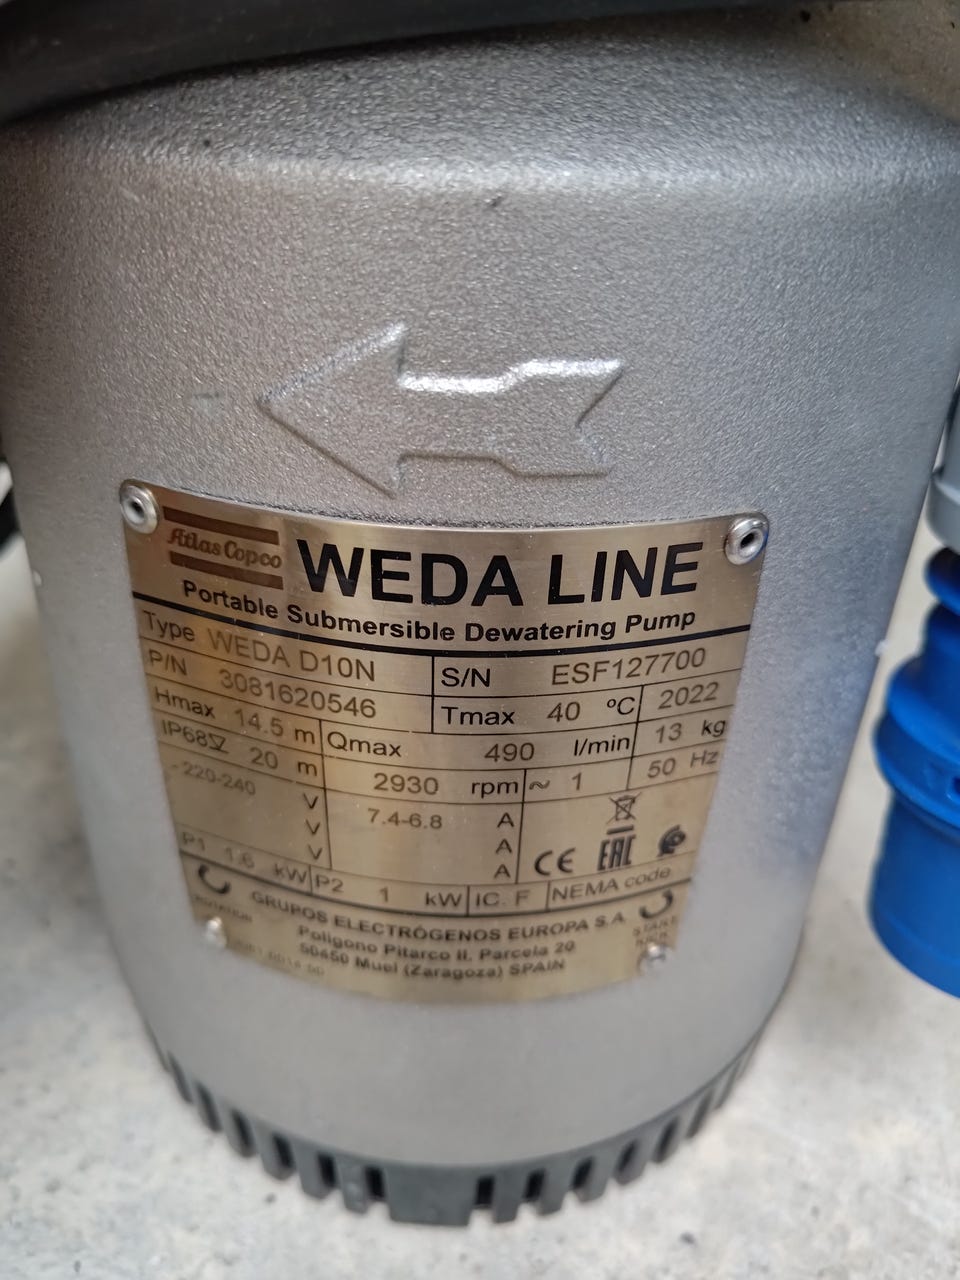 Atlas Copco WEDA LINE
Portable Submersible Dewatering Pump
Type WEDA D10N
S/N ESF127700
P/N 3081620546
Tmax 40 ºC 2022
Hmax 14.5 m Qmax 490 l/min 13 kg
IP68 20 m 2930 rpm ~ 1 50 Hz
220-240 V 7.4-6.8 A
V A
V A
CE EAC
P1 1.6 kW P2 1 kW IC. F NEMA code
GRUPOS ELECTRÓGENOS EUROPA S.A.
ROTATION
START
Polígono Pitarco II, Parcela 20
50450 Muel (Zaragoza) SPAIN